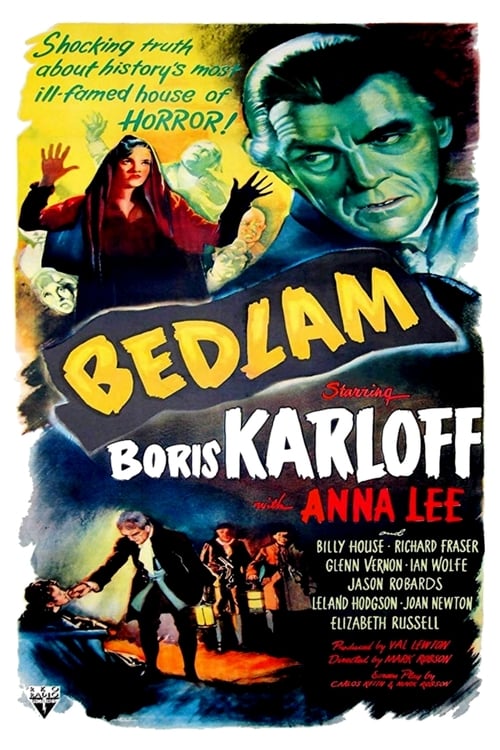 Shocking truth
about history's most
ill-famed house of
HORROR!
BEDLAM
Starring
BORIS KARLOFF
with ANNA LEE
and
BILLY HOUSE · RICHARD FRASER
GLENN VERNON · IAN WOLFE
JASON ROBARDS
LELAND HODGSON · JOAN NEWTON
ELIZABETH RUSSELL
Produced by VAL LEWTON
Directed by MARK ROBSON
Screen Play by
CARLOS KEITH & MARK ROBSON
RKO
RADIO